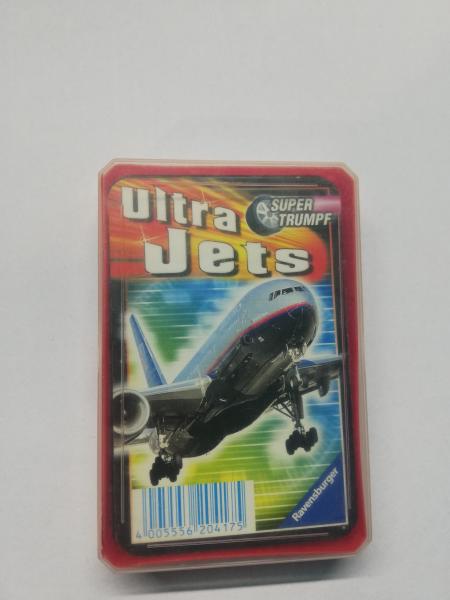 Ultra
Jets
SUPER
TRUMPF
Ravensburger
4 005556 204175